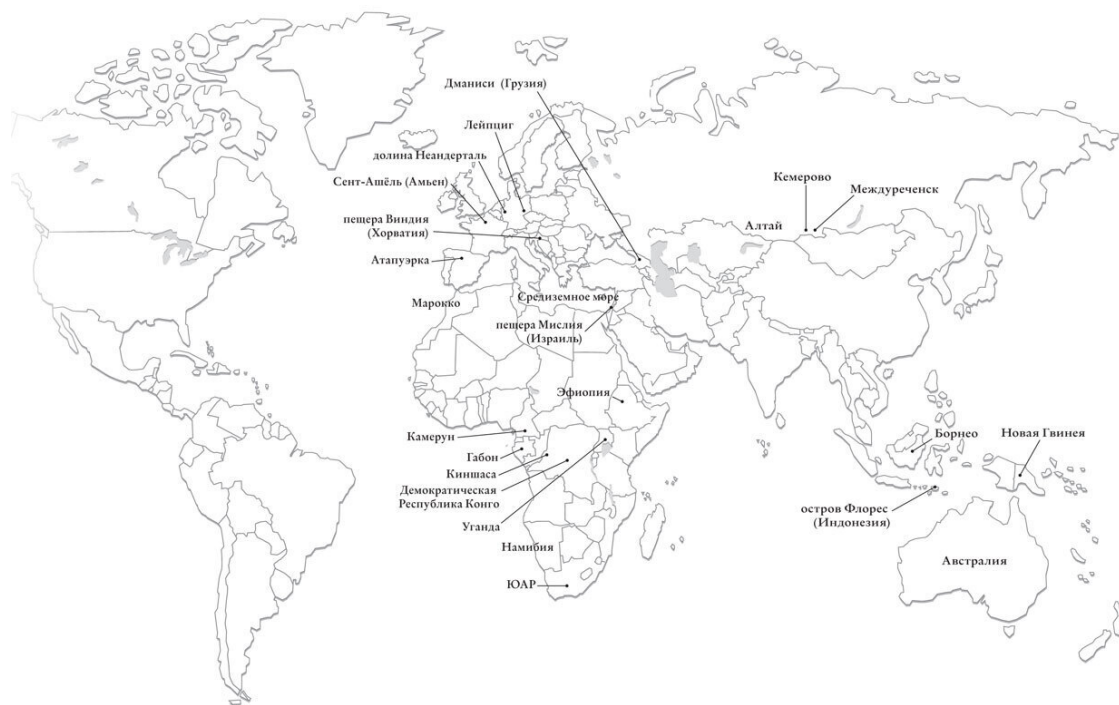 Дманиси (Грузия)
Лейпциг
долина Неандерталь
Сент-Ашёль (Амьен)
Кемерово
Междуреченск
пещера Виндия
(Хорватия)
Алтай
Атапуэрка
Марокко
Средиземное море
пещера Мислия
(Израиль)
Эфиопия
Камерун
Борнео
Новая Гвинея
Габон
Киншаса
Демократическая
Республика Конго
остров Флорес
(Индонезия)
Уганда
Намибия
Австралия
ЮАР